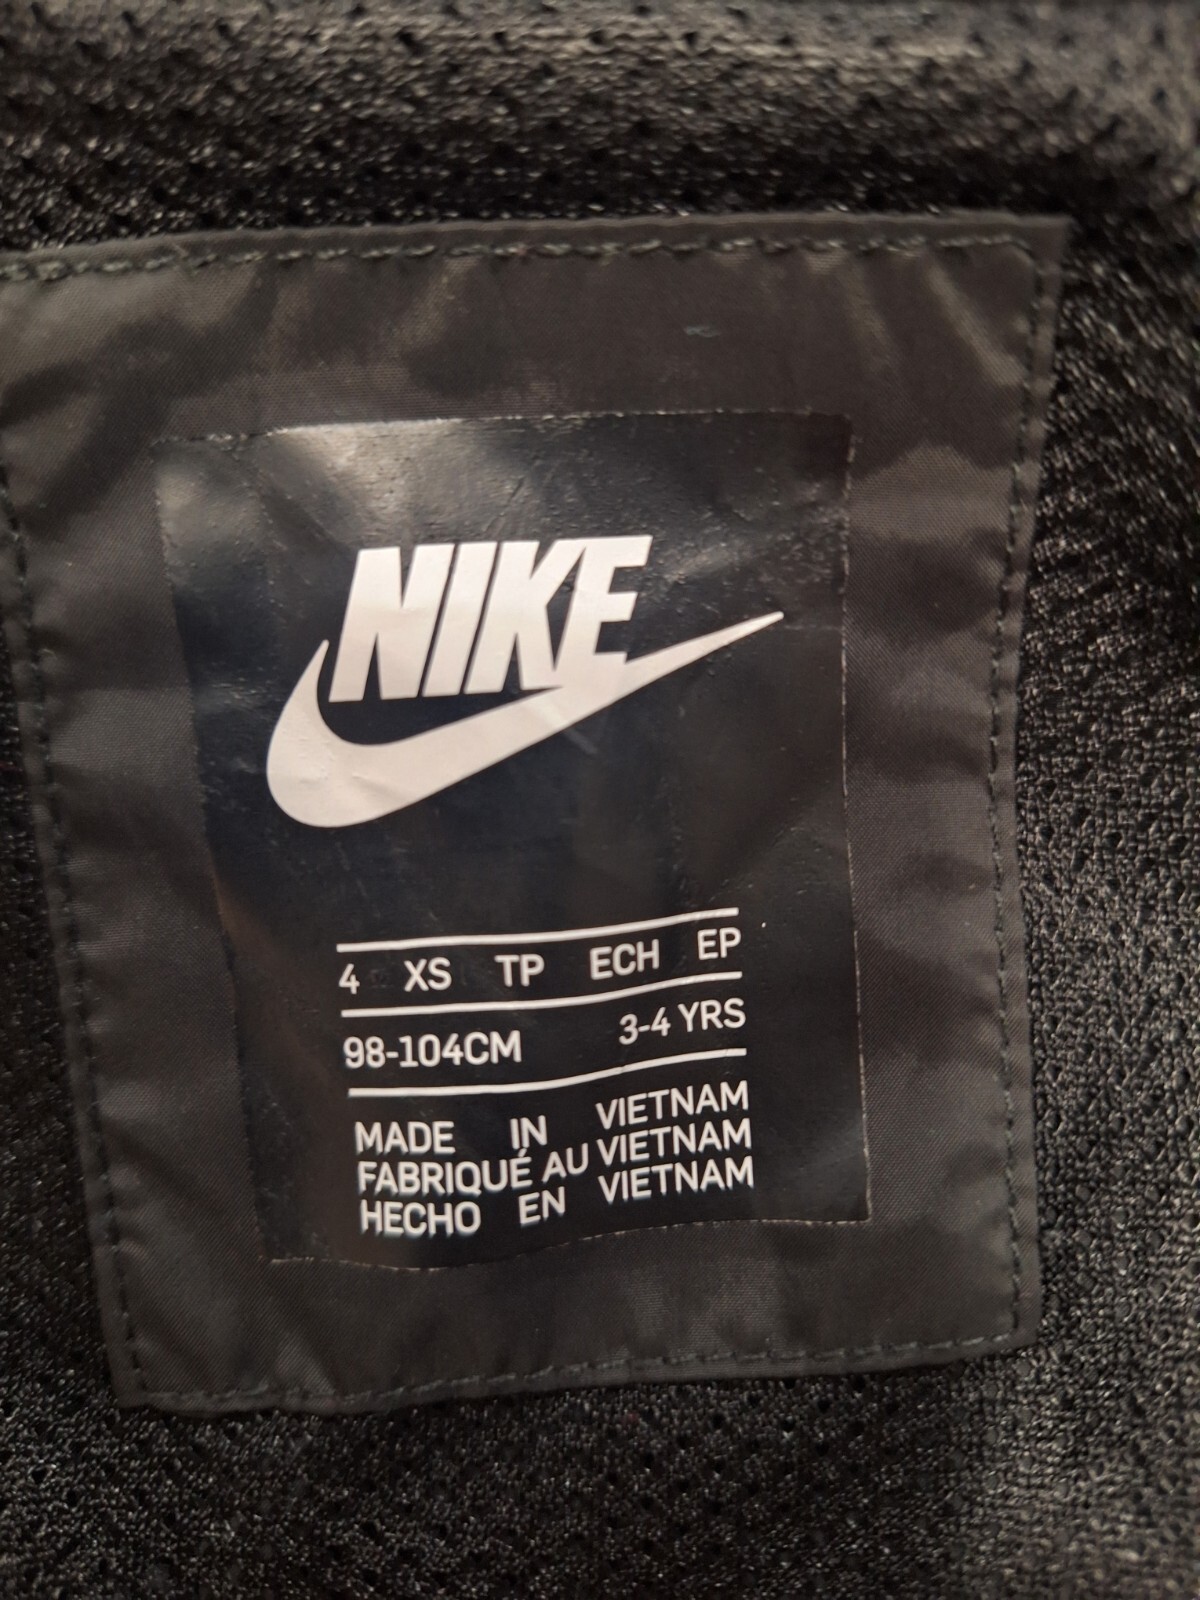 NIKE
4 XS TP ECH EP
98-104CM 3-4 YRS
MADE IN VIETNAM
FABRIQUÉ AU VIETNAM
HECHO EN VIETNAM